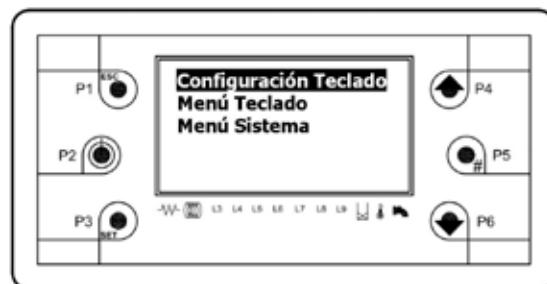 ESC
P1
P2
P3
SET
Configuración Teclado
Menú Teclado
Menú Sistema
L3 L4 L5 L6 L7 L8 L9
P4
P5
#
P6